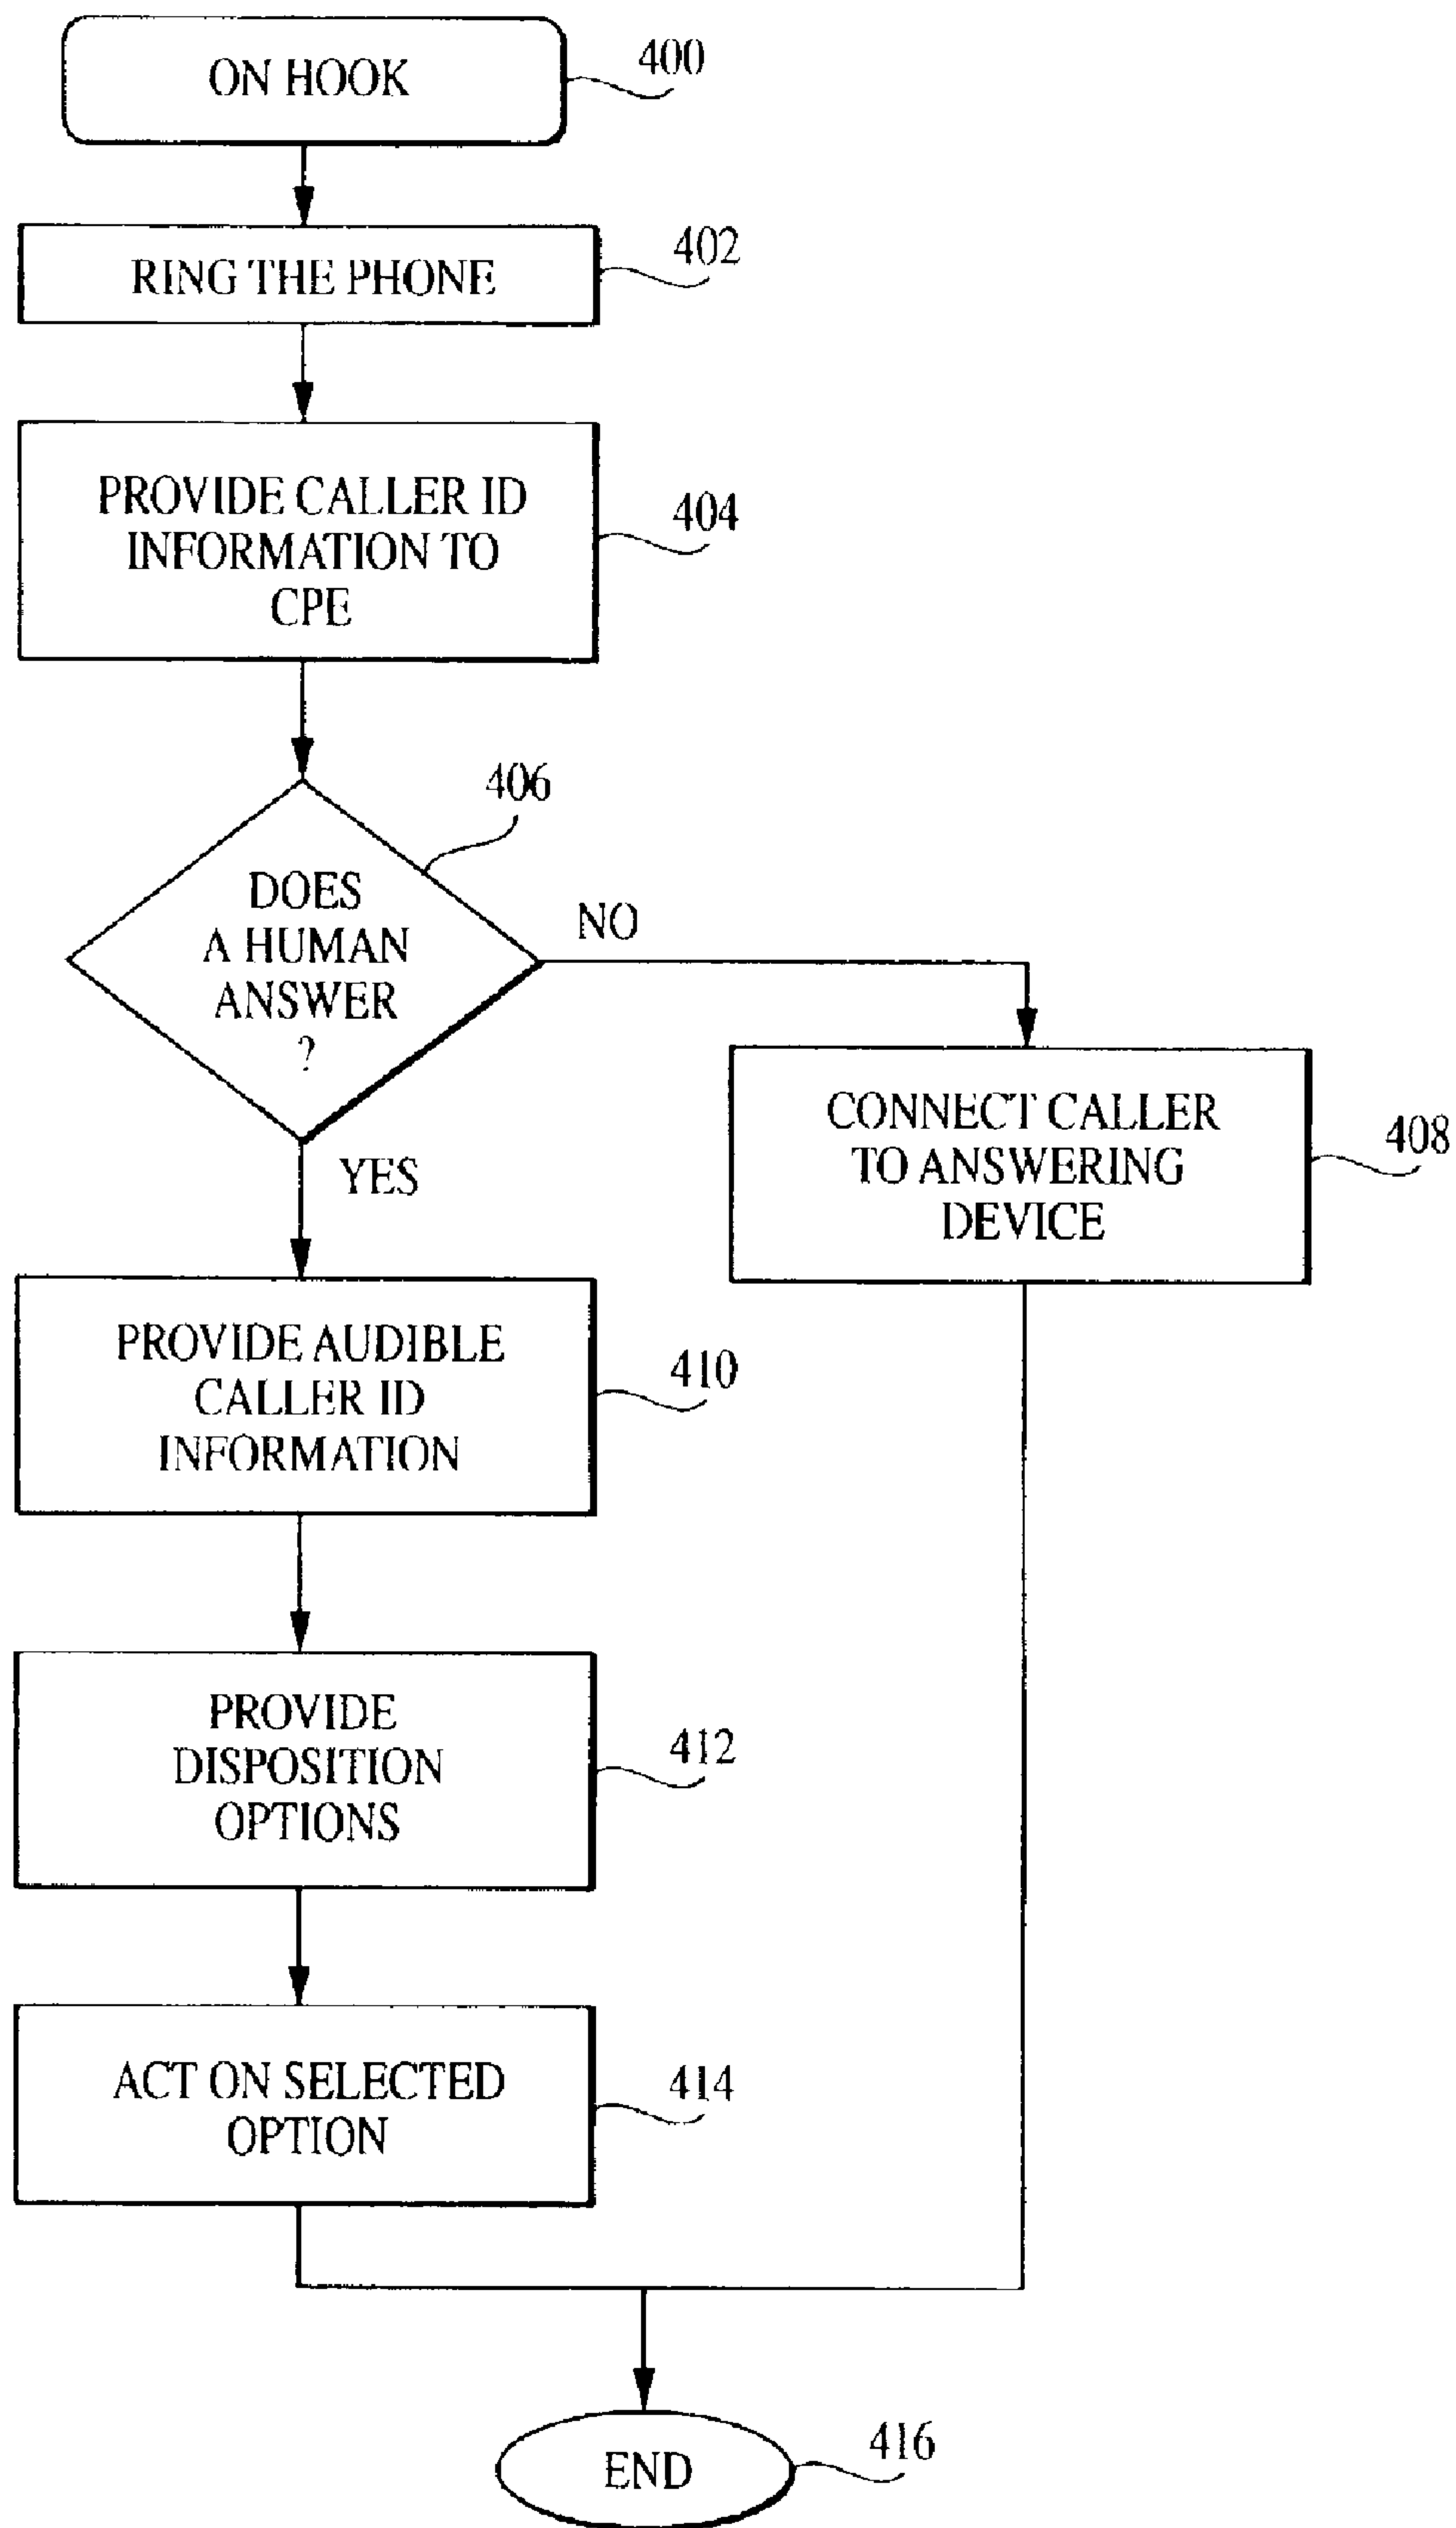 ON HOOK
400
RING THE PHONE
402
PROVIDE CALLER ID
INFORMATION TO
CPE
404
406
DOES
A HUMAN
ANSWER
?
NO
YES
CONNECT CALLER
TO ANSWERING
DEVICE
408
PROVIDE AUDIBLE
CALLER ID
INFORMATION
410
PROVIDE
DISPOSITION
OPTIONS
412
ACT ON SELECTED
OPTION
414
END
416